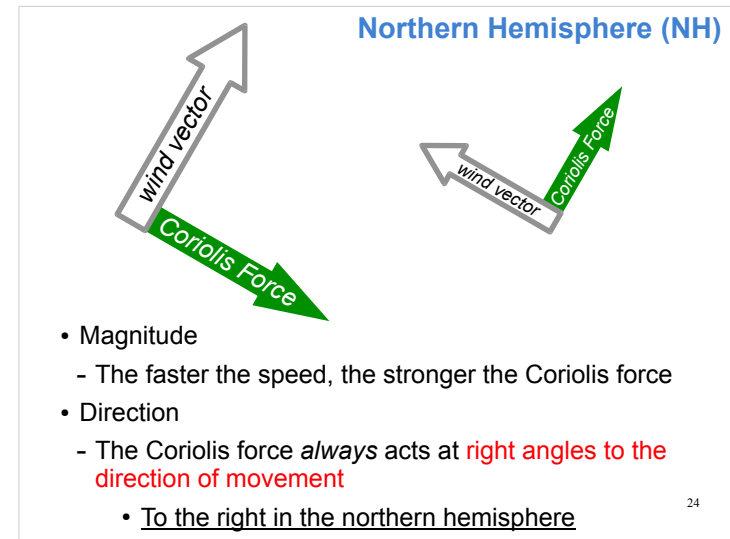 Northern Hemisphere (NH)
wind vector
Coriolis Force
wind vector
Coriolis Force
• Magnitude
- The faster the speed, the stronger the Coriolis force
• Direction
- The Coriolis force always acts at right angles to the
direction of movement
• To the right in the northern hemisphere
24